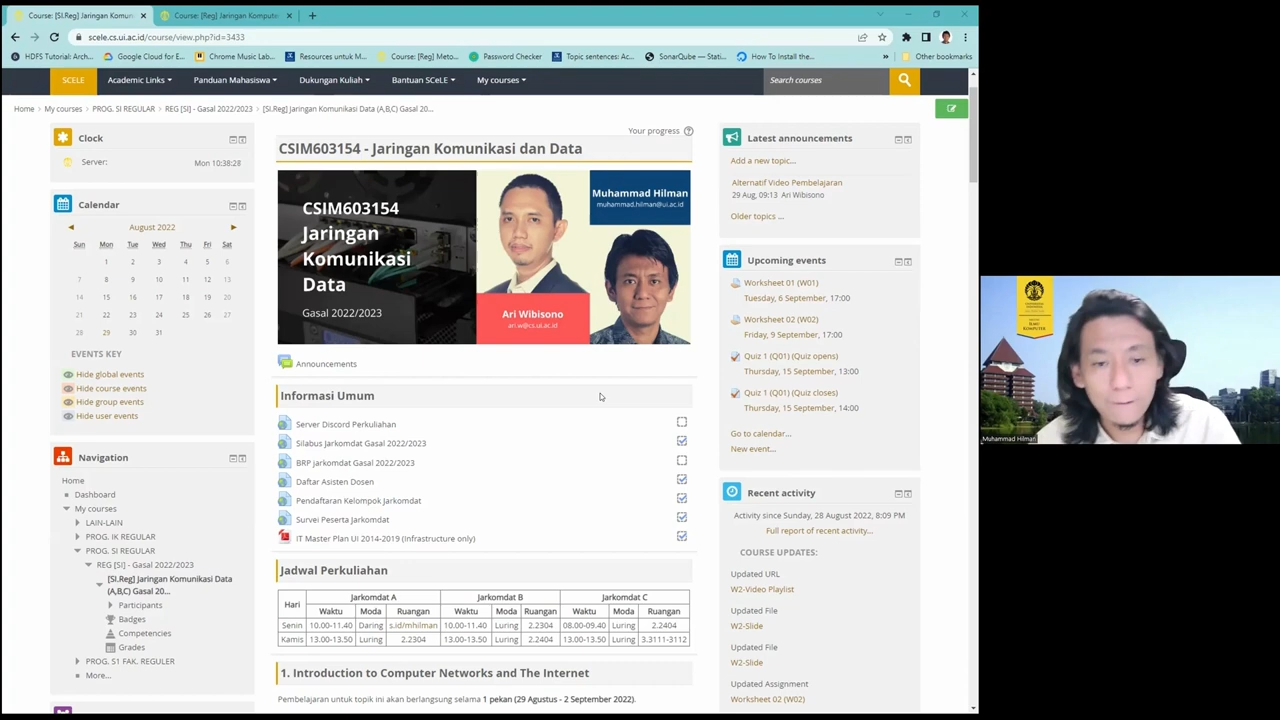 Course: [SI.Reg] Jaringan Komun
Course: [Reg] Jaringan Kompute
scele.cs.ui.ac.id/course/view.php?id=3433
HDFS Tutorial: Arch...
Google Cloud for E...
Chrome Music Lab...
Resources untuk M...
Course: [Reg] Meto...
Password Checker
Topic sentences: Ac...
SonarQube — Stati...
How To Install the...
Other bookmarks
SCELE
Academic Links
Panduan Mahasiswa
Dukungan Kuliah
Bantuan SCeLE
My courses
Search courses
Home
My courses
PROG. SI REGULAR
REG [SI] - Gasal 2022/2023
[SI.Reg] Jaringan Komunikasi Data (A,B,C) Gasal 20...
Clock
Server:
Mon 10:38:28
Calendar
August 2022
Sun Mon Tue Wed Thu Fri Sat
1 2 3 4 5 6
7 8 9 10 11 12 13
14 15 16 17 18 19 20
21 22 23 24 25 26 27
28 29 30 31
EVENTS KEY
Hide global events
Hide course events
Hide group events
Hide user events
Navigation
Home
Dashboard
My courses
LAIN-LAIN
PROG. IK REGULAR
PROG. SI REGULAR
REG [SI] - Gasal 2022/2023
[SI.Reg] Jaringan Komunikasi Data
(A,B,C) Gasal 20...
Participants
Badges
Competencies
Grades
PROG. S1 FAK. REGULER
More...
Your progress
CSIM603154 - Jaringan Komunikasi dan Data
CSIM603154
Jaringan
Komunikasi
Data
Gasal 2022/2023
Ari Wibisono
ari.w@cs.ui.ac.id
Muhammad Hilman
muhammad.hilman@ui.ac.id
Announcements
Informasi Umum
Server Discord Perkuliahan
Silabus Jarkomdat Gasal 2022/2023
BRP Jarkomdat Gasal 2022/2023
Daftar Asisten Dosen
Pendaftaran Kelompok Jarkomdat
Survei Peserta Jarkomdat
IT Master Plan UI 2014-2019 (Infrastructure only)
Jadwal Perkuliahan
Hari Jarkomdat A Jarkomdat B Jarkomdat C
Waktu Moda Ruangan Waktu Moda Ruangan Waktu Moda Ruangan
Senin 10.00-11.40 Daring s.id/mhilman 10.00-11.40 Luring 2.2304 08.00-09.40 Luring 2.2404
Kamis 13.00-13.50 Luring 2.2304 13.00-13.50 Luring 2.2404 13.00-13.50 Luring 3.3111-3112
1. Introduction to Computer Networks and The Internet
Pembelajaran untuk topik ini akan berlangsung selama 1 pekan (29 Agustus - 2 September 2022).
Latest announcements
Add a new topic...
Alternatif Video Pembelajaran
29 Aug, 09:13 Ari Wibisono
Older topics ...
Upcoming events
Worksheet 01 (W01)
Tuesday, 6 September, 17:00
Worksheet 02 (W02)
Friday, 9 September, 17:00
Quiz 1 (Q01) (Quiz opens)
Thursday, 15 September, 13:00
Quiz 1 (Q01) (Quiz closes)
Thursday, 15 September, 14:00
Go to calendar...
New event...
Recent activity
Activity since Sunday, 28 August 2022, 8:09 PM
Full report of recent activity...
COURSE UPDATES:
Updated URL
W2-Video Playlist
Updated File
W2-Slide
Updated File
W2-Slide
Updated Assignment
Worksheet 02 (W02)
ILMU
KOMPUTER
Muhammad Hilman